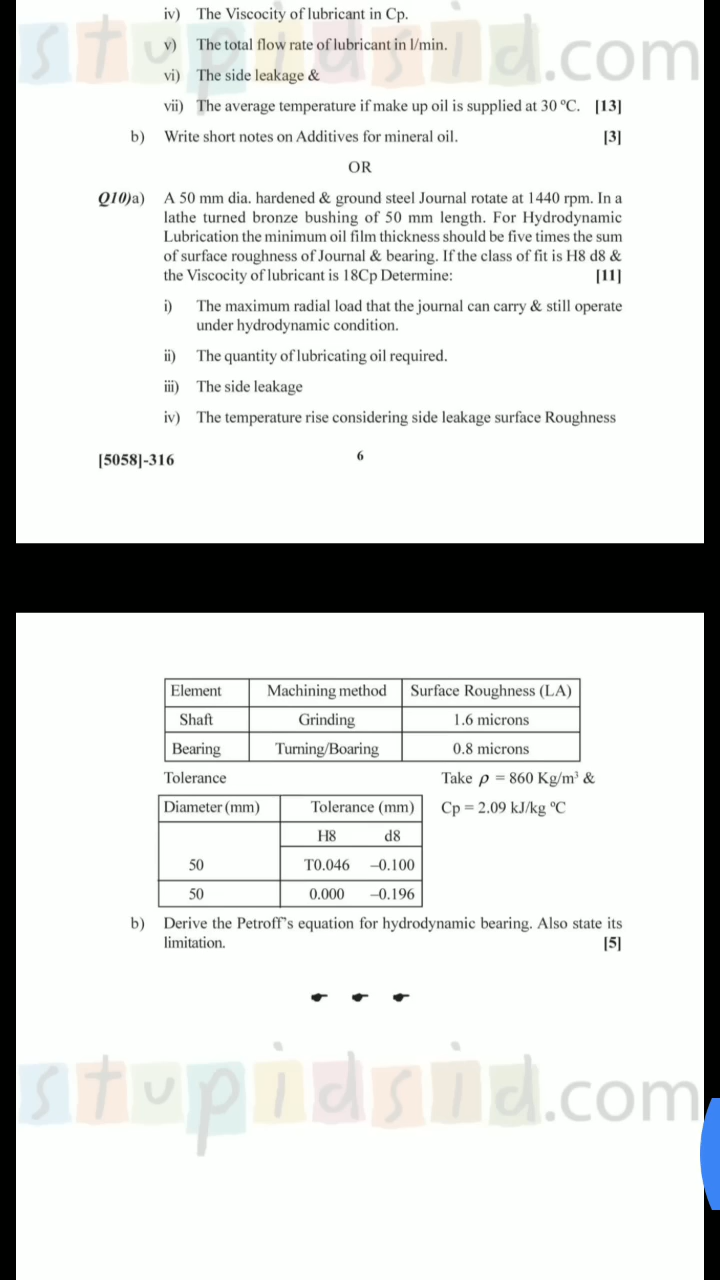 iv) The Viscocity of lubricant in Cp.
v) The total flow rate of lubricant in l/min.
vi) The side leakage &
vii) The average temperature if make up oil is supplied at 30 ºC. [13]
b) Write short notes on Additives for mineral oil. [3]
OR
Q10)a) A 50 mm dia. hardened & ground steel Journal rotate at 1440 rpm. In a
lathe turned bronze bushing of 50 mm length. For Hydrodynamic
Lubrication the minimum oil film thickness should be five times the sum
of surface roughness of Journal & bearing. If the class of fit is H8 d8 &
the Viscocity of lubricant is 18Cp Determine: [11]
i) The maximum radial load that the journal can carry & still operate
under hydrodynamic condition.
ii) The quantity of lubricating oil required.
iii) The side leakage
iv) The temperature rise considering side leakage surface Roughness
[5058]-316 6
Element Machining method Surface Roughness (LA)
Shaft Grinding 1.6 microns
Bearing Turning/Boaring 0.8 microns
Tolerance Take ρ = 860 Kg/m³ &
Diameter (mm) Tolerance (mm) Cp = 2.09 kJ/kg ºC
H8 d8
50 T0.046 –0.100
50 0.000 –0.196
b) Derive the Petroff's equation for hydrodynamic bearing. Also state its
limitation. [5]
stupidsid.com